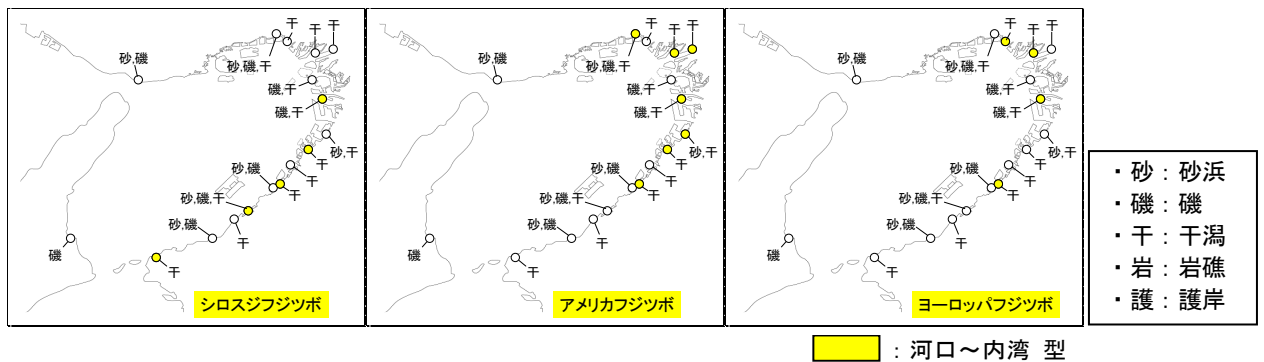 干
干
干
砂,磯
砂,磯,干
磯,干
磯,干
砂,干
干
砂,磯
干
干
砂,磯,干
砂,磯
干
磯
干
シロスジフジツボ
干
干
干
砂,磯
砂,磯,干
磯,干
磯,干
砂,干
干
砂,磯
干
干
砂,磯,干
砂,磯
干
磯
干
アメリカフジツボ
干
干
干
砂,磯
砂,磯,干
磯,干
磯,干
砂,干
干
砂,磯
干
干
砂,磯,干
砂,磯
干
磯
干
ヨーロッパフジツボ
・砂：砂浜
・磯：磯
・干：干潟
・岩：岩礁
・護：護岸
：河口～内湾 型